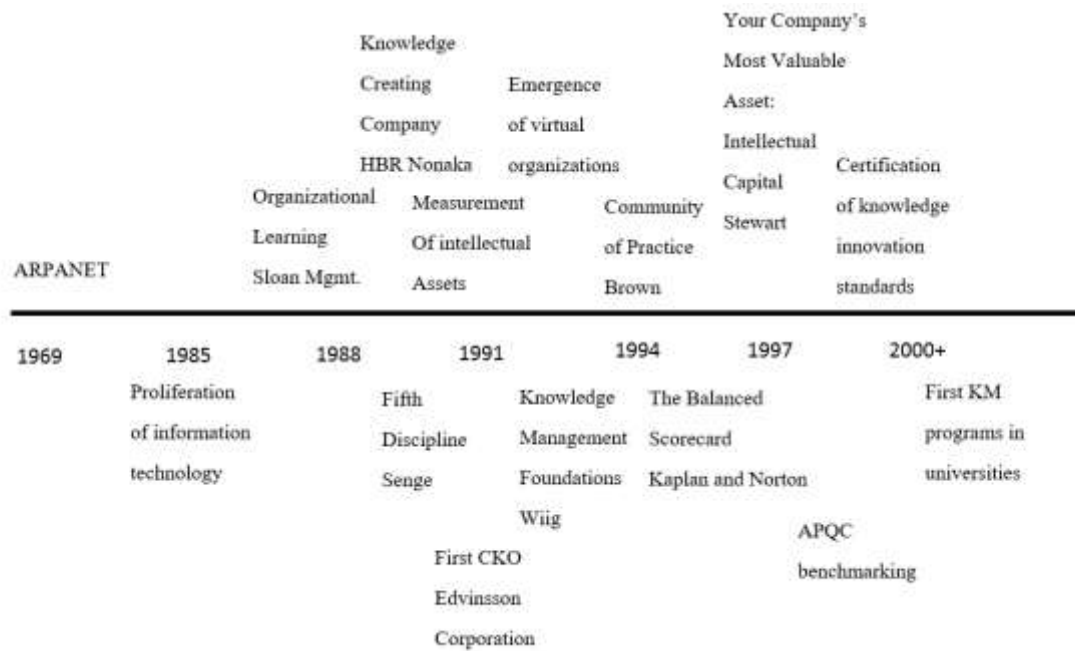 Your Company’s
Most Valuable
Asset:
Intellectual
Capital
Stewart
Knowledge
Creating
Company
HBR Nonaka
Emergence
of virtual
organizations
Certification
of knowledge
innovation
standards
Organizational
Learning
Sloan Mgmt.
Measurement
Of intellectual
Assets
Community
of Practice
Brown
ARPANET
1969 1985 1988 1991 1994 1997 2000+
Proliferation
of information
technology
Fifth
Discipline
Senge
Knowledge
Management
Foundations
Wiig
The Balanced
Scorecard
Kaplan and Norton
First KM
programs in
universities
First CKO
Edvinsson
Corporation
APQC
benchmarking